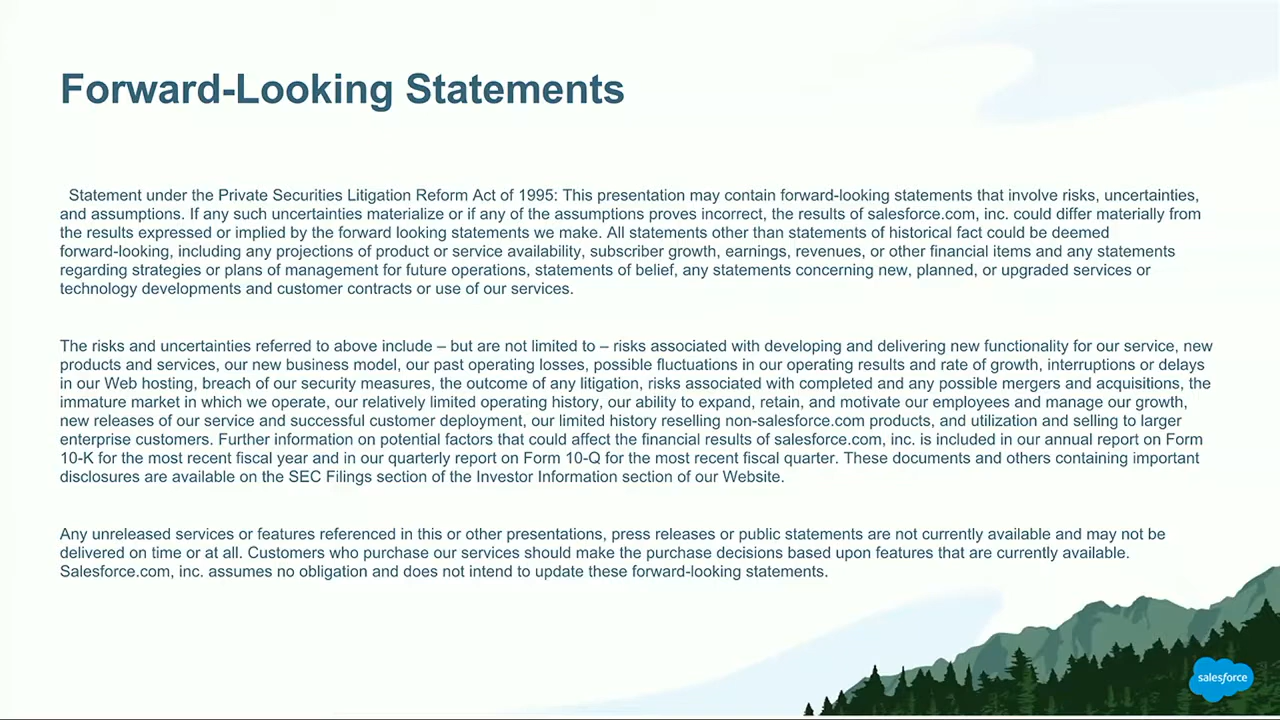 Forward-Looking Statements
Statement under the Private Securities Litigation Reform Act of 1995: This presentation may contain forward-looking statements that involve risks, uncertainties,
and assumptions. If any such uncertainties materialize or if any of the assumptions proves incorrect, the results of salesforce.com, inc. could differ materially from
the results expressed or implied by the forward looking statements we make. All statements other than statements of historical fact could be deemed
forward-looking, including any projections of product or service availability, subscriber growth, earnings, revenues, or other financial items and any statements
regarding strategies or plans of management for future operations, statements of belief, any statements concerning new, planned, or upgraded services or
technology developments and customer contracts or use of our services.
The risks and uncertainties referred to above include – but are not limited to – risks associated with developing and delivering new functionality for our service, new
products and services, our new business model, our past operating losses, possible fluctuations in our operating results and rate of growth, interruptions or delays
in our Web hosting, breach of our security measures, the outcome of any litigation, risks associated with completed and any possible mergers and acquisitions, the
immature market in which we operate, our relatively limited operating history, our ability to expand, retain, and motivate our employees and manage our growth,
new releases of our service and successful customer deployment, our limited history reselling non-salesforce.com products, and utilization and selling to larger
enterprise customers. Further information on potential factors that could affect the financial results of salesforce.com, inc. is included in our annual report on Form
10-K for the most recent fiscal year and in our quarterly report on Form 10-Q for the most recent fiscal quarter. These documents and others containing important
disclosures are available on the SEC Filings section of the Investor Information section of our Website.
Any unreleased services or features referenced in this or other presentations, press releases or public statements are not currently available and may not be
delivered on time or at all. Customers who purchase our services should make the purchase decisions based upon features that are currently available.
Salesforce.com, inc. assumes no obligation and does not intend to update these forward-looking statements.
salesforce